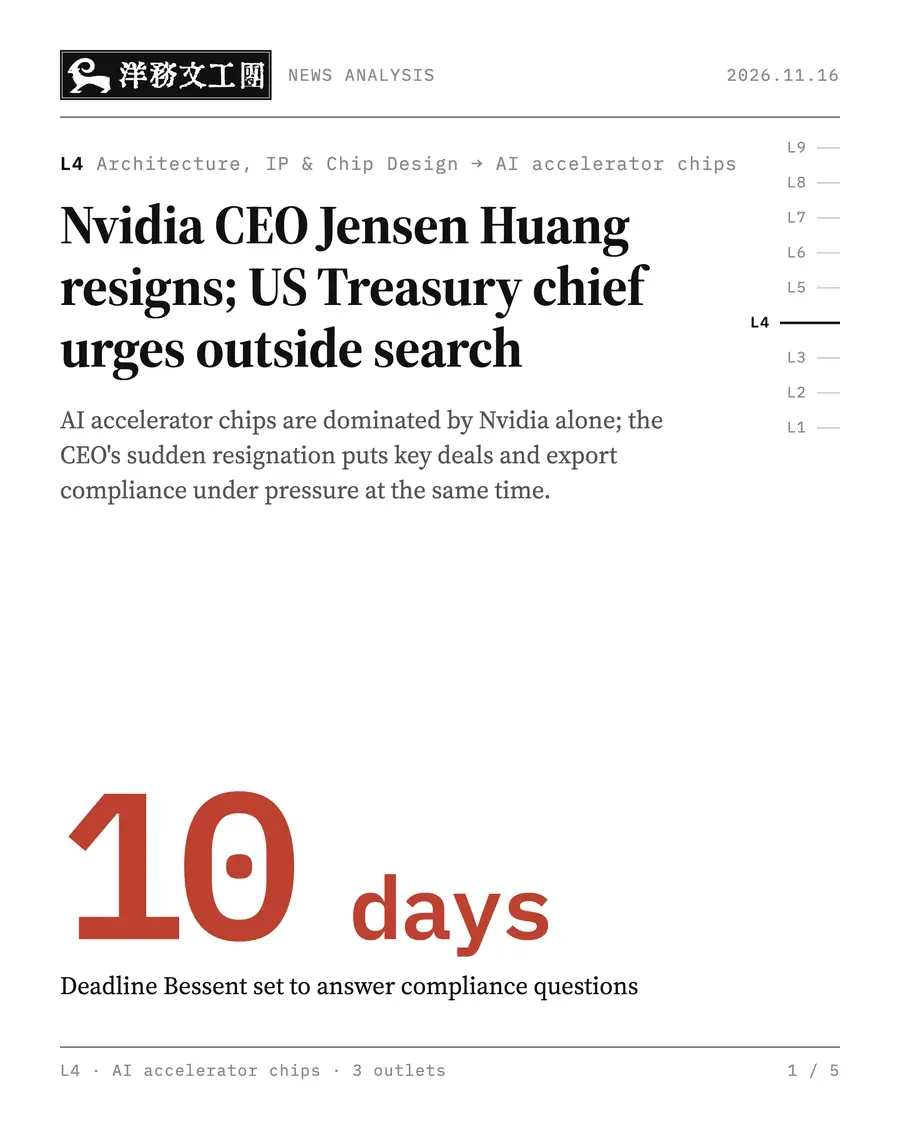 洋務文工團 NEWS ANALYSIS 2026.11.16
L4 Architecture, IP & Chip Design → AI accelerator chips
Nvidia CEO Jensen Huang
resigns; US Treasury chief
urges outside search
AI accelerator chips are dominated by Nvidia alone; the
CEO's sudden resignation puts key deals and export
compliance under pressure at the same time.
L9
L8
L7
L6
L5
L4
L3
L2
L1
10 days
Deadline Bessent set to answer compliance questions
L4 · AI accelerator chips · 3 outlets 1 / 5